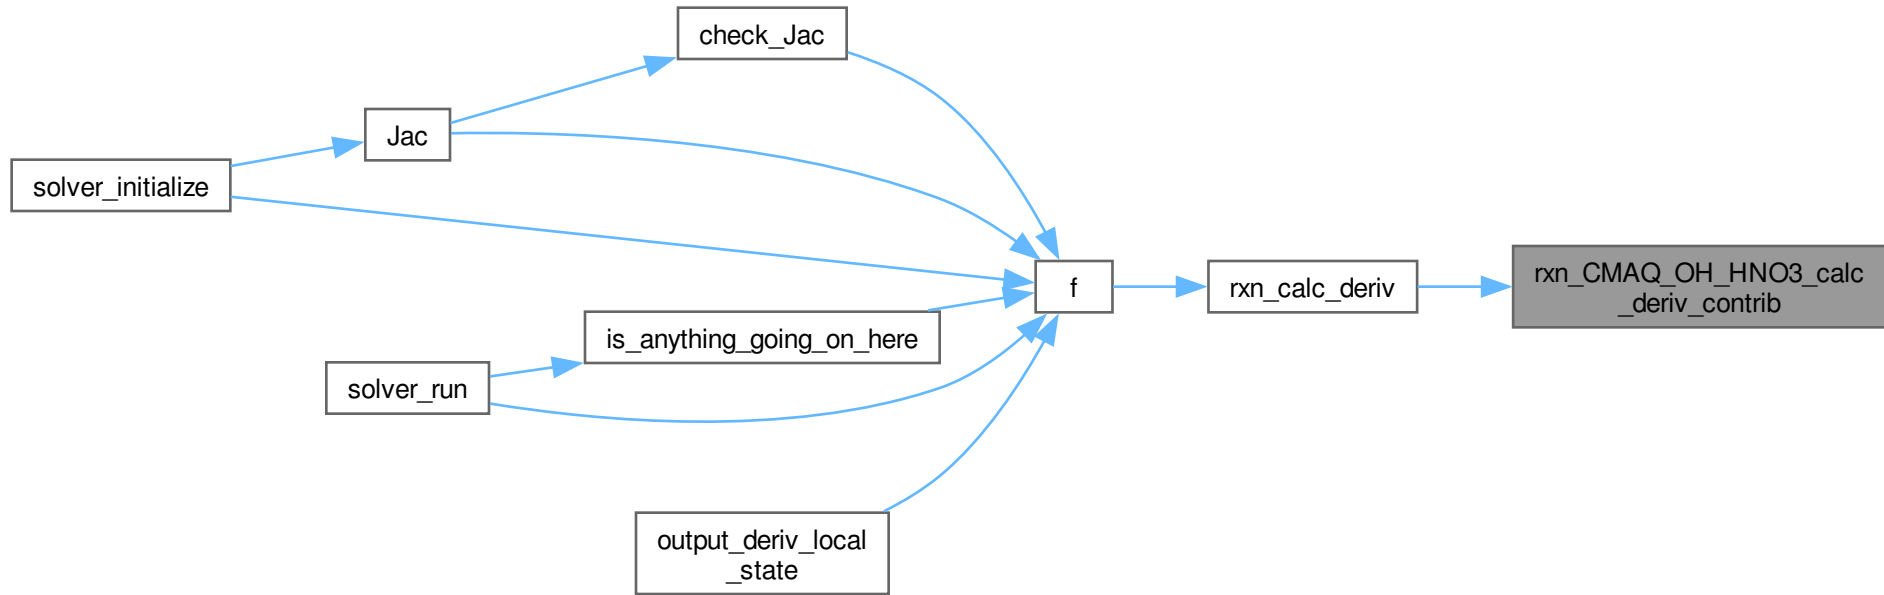 check_Jac
Jac
solver_initialize
f
rxn_calc_deriv
rxn_CMAQ_OH_HNO3_calc
_deriv_contrib
is_anything_going_on_here
solver_run
output_deriv_local
_state